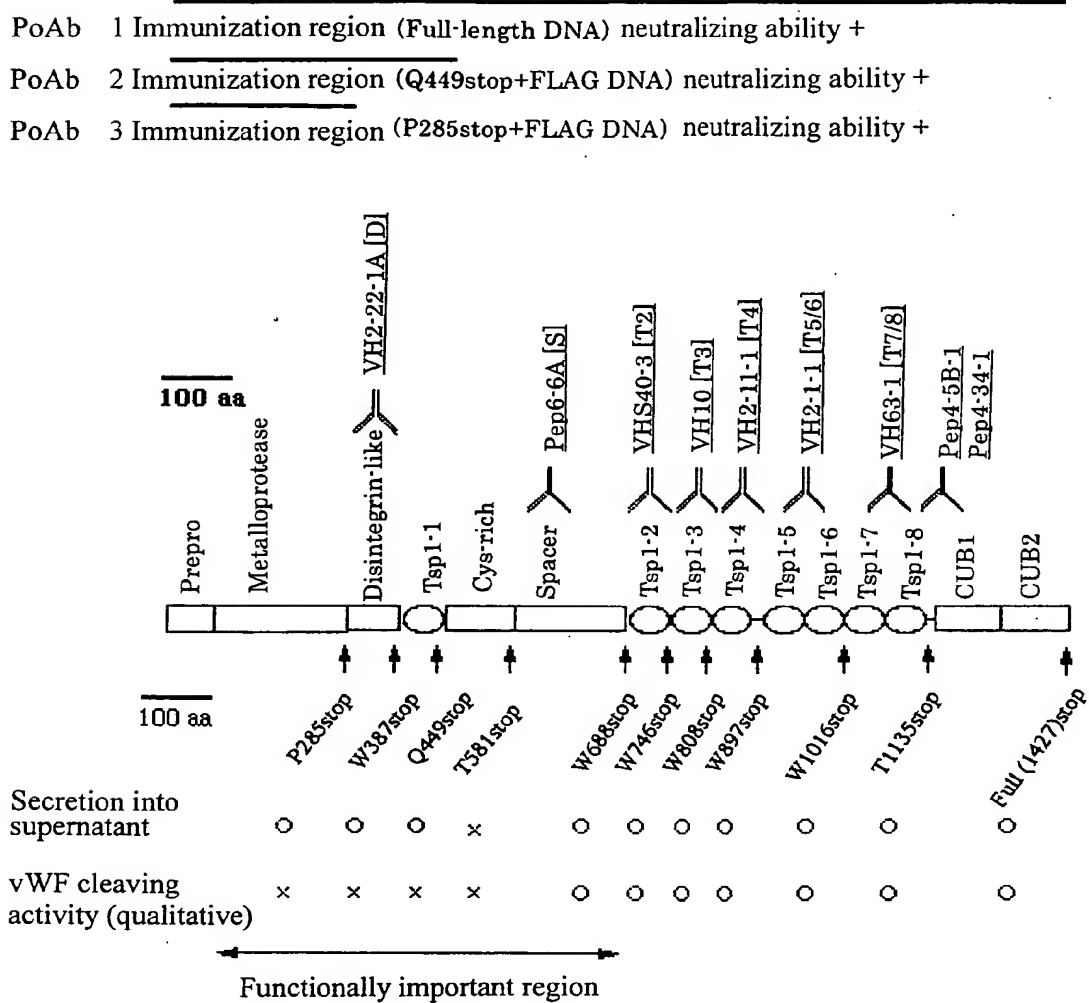 PoAb 1 Immunization region (Full-length DNA) neutralizing ability +
PoAb 2 Immunization region (Q449stop+FLAG DNA) neutralizing ability +
PoAb 3 Immunization region (P285stop+FLAG DNA) neutralizing ability +
VH2-22-1A [D]
Pep6-6A [S]
VHS40-3 [T2]
VH10 [T3]
VH2-11-1 [T4]
VH2-1-1 [T5/6]
VH63-1 [T7/8]
Pep4-5B-1
Pep4-34-1
100 aa
Prepro
Metalloprotease
Disintegrin-like
Tsp1-1
Cys-rich
Spacer
Tsp1-2
Tsp1-3
Tsp1-4
Tsp1-5
Tsp1-6
Tsp1-7
Tsp1-8
CUB1
CUB2
100 aa
P285stop
W387stop
Q449stop
T581stop
W688stop
W746stop
W808stop
W897stop
W1016stop
T1135stop
Full (1427)stop
Secretion into
supernatant o o o x o o o o o o o
vWF cleaving
activity (qualitative) x x x x o o o o o o o
Functionally important region